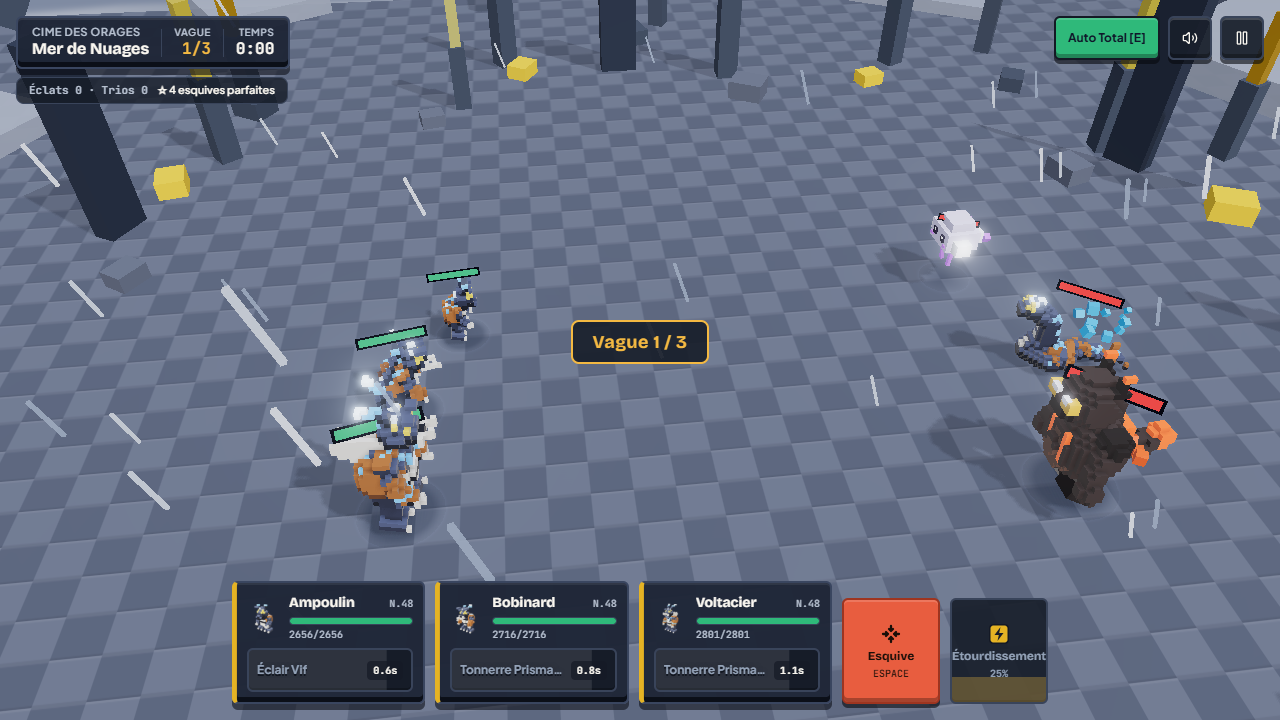 CIME DES ORAGES
Mer de Nuages
VAGUE
1/3
TEMPS
0:00
Éclats 0 · Trios 0 ★ 4 esquives parfaites
Auto Total [E]
Vague 1 / 3
Ampoulin N.48
2656/2656
Éclair Vif 0.6s
Bobinard N.48
2716/2716
Tonnerre Prisma... 0.8s
Voltacier N.48
2801/2801
Tonnerre Prisma... 1.1s
Esquive
ESPACE
Étourdissement
25%